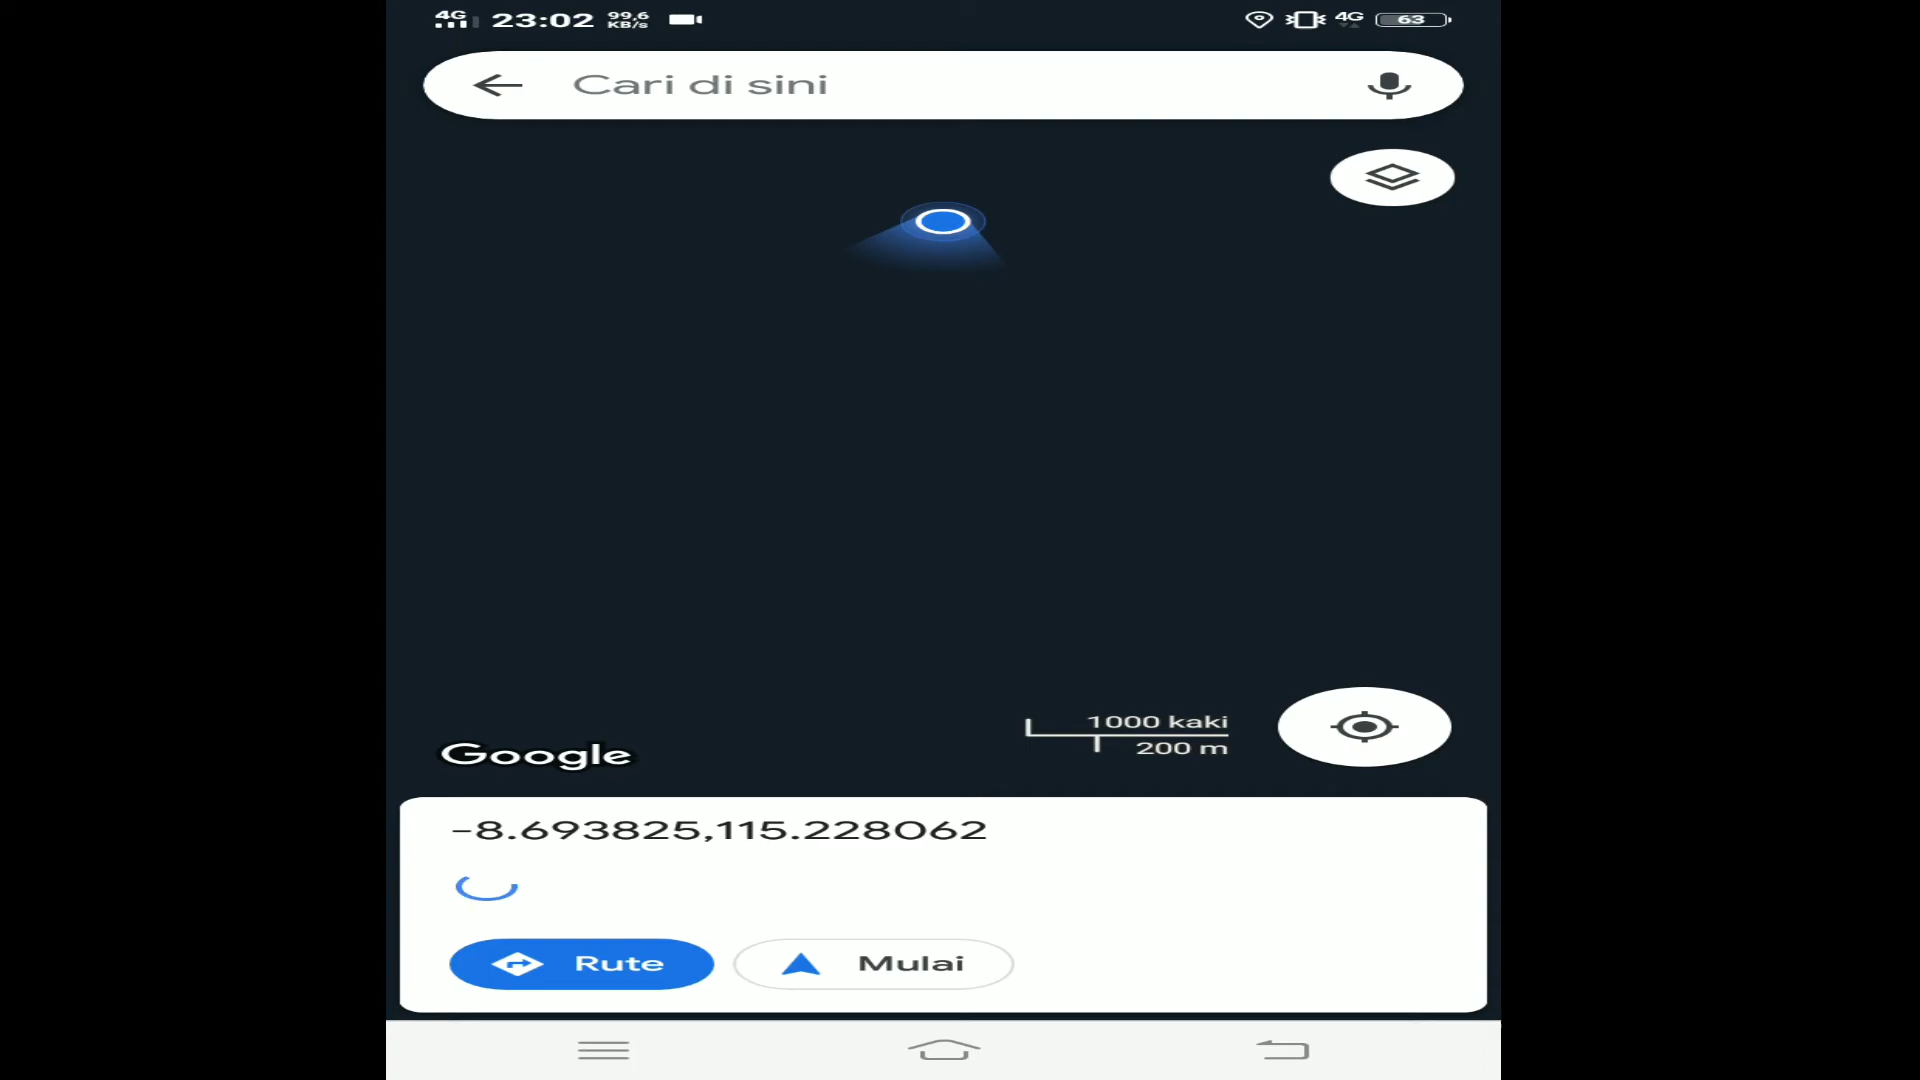 4G 23:02 99,6 KB/s 4G 63
Cari di sini
1000 kaki
200 m
Google
-8.693825,115.228062
Rute Mulai